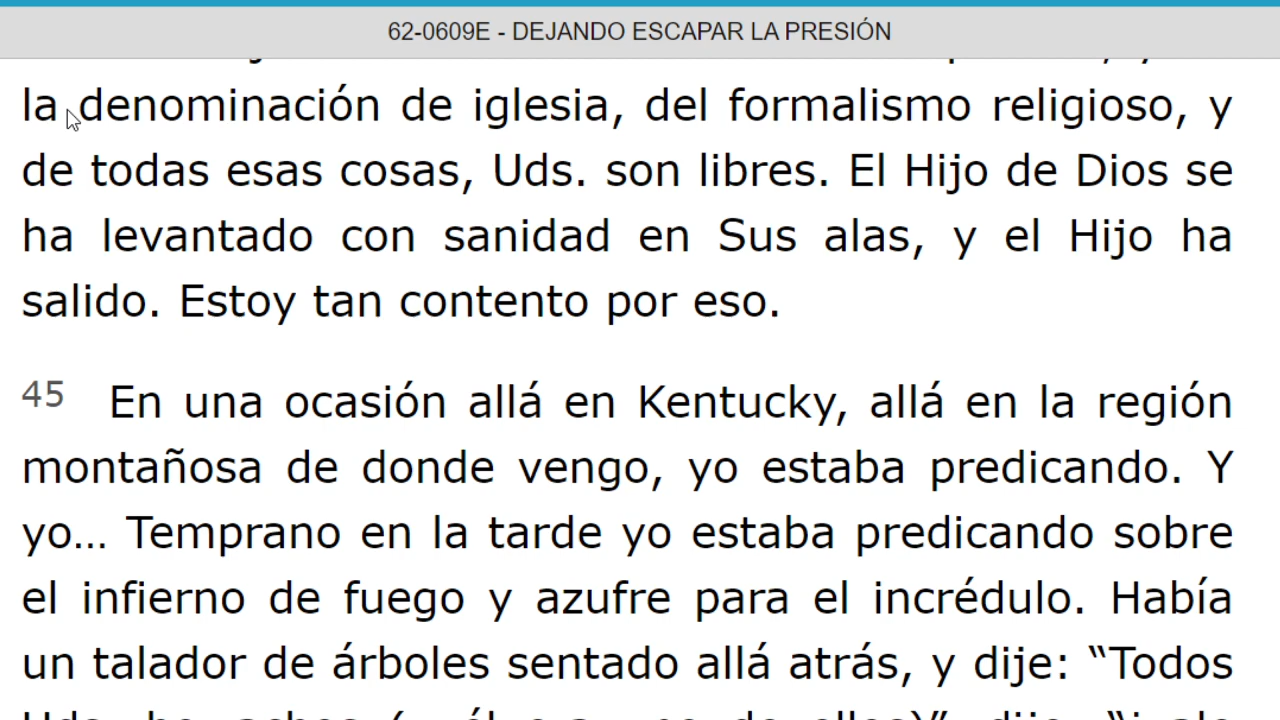 62-0609E - DEJANDO ESCAPAR LA PRESIÓN
la denominación de iglesia, del formalismo religioso, y
de todas esas cosas, Uds. son libres. El Hijo de Dios se
ha levantado con sanidad en Sus alas, y el Hijo ha
salido. Estoy tan contento por eso.
45 En una ocasión allá en Kentucky, allá en la región
montañosa de donde vengo, yo estaba predicando. Y
yo… Temprano en la tarde yo estaba predicando sobre
el infierno de fuego y azufre para el incrédulo. Había
un talador de árboles sentado allá atrás, y dije: “Todos